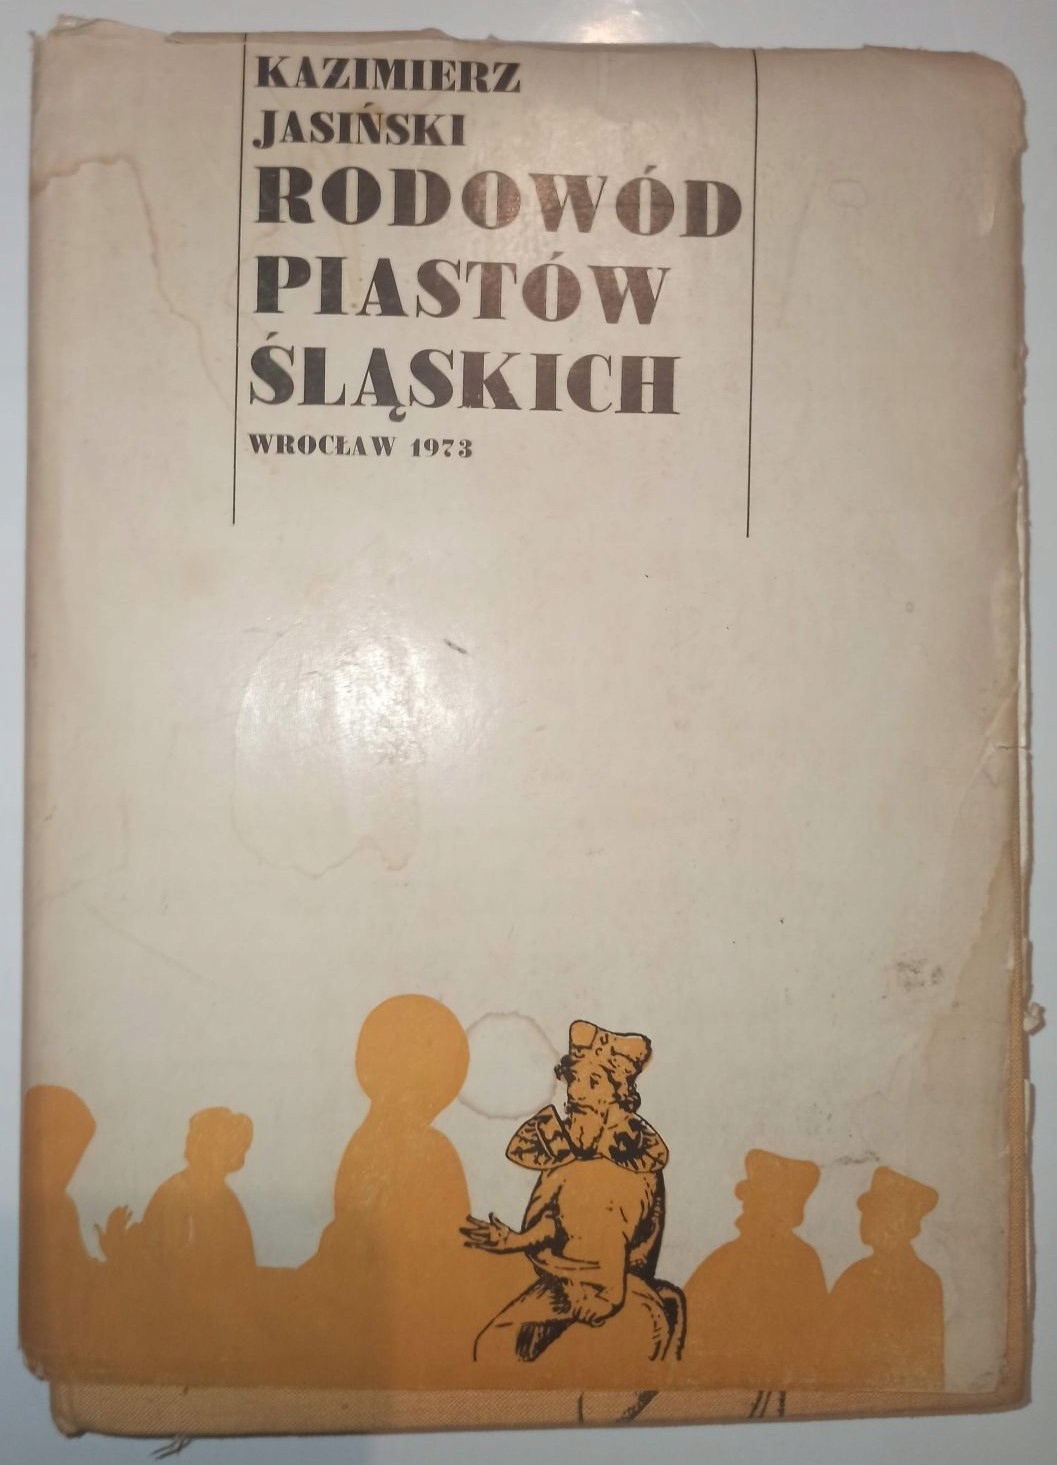 KAZIMIERZ
JASIŃSKI
RODOWÓD
PIASTÓW
ŚLĄSKICH
WROCŁAW 1973